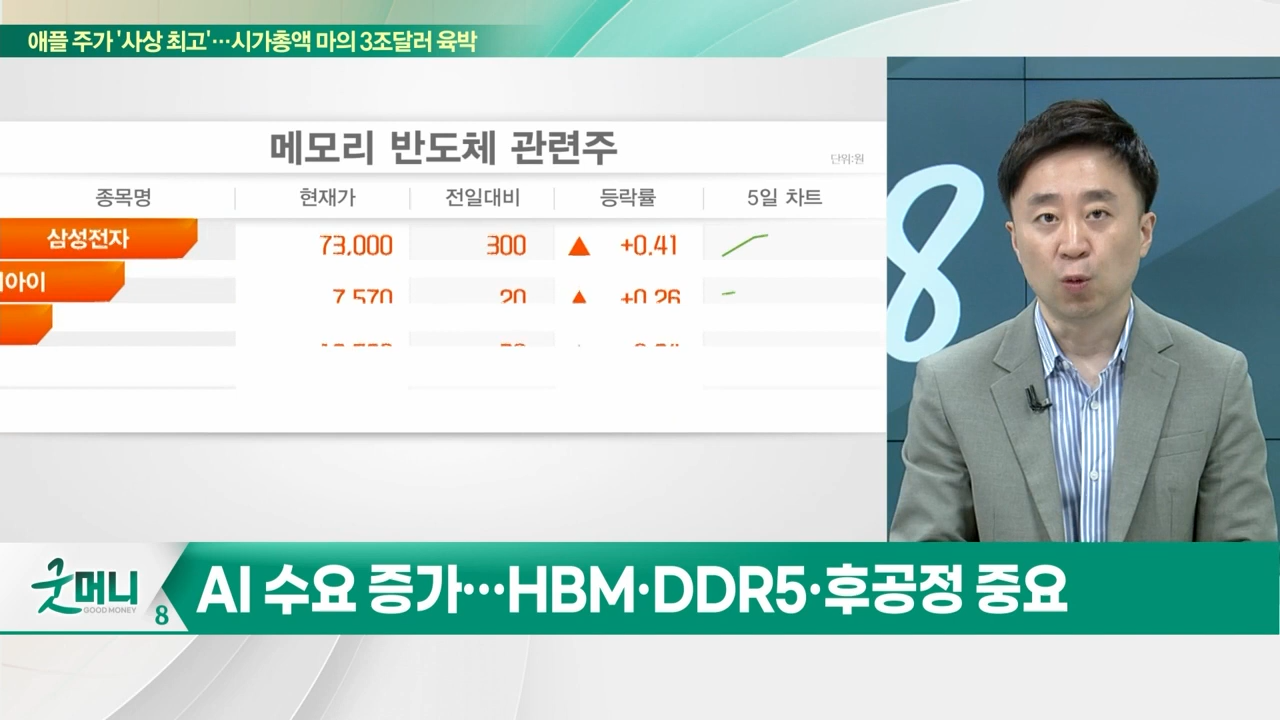 애플 주가 '사상 최고'…시가총액 마의 3조달러 육박
메모리 반도체 관련주
단위:원
종목명 현재가 전일대비 등락률 5일 차트
삼성전자 73,000 300 ▲ +0.41
아이 7,570 20 ▲ +0.26
8
굿머니
GOOD MONEY
8
AI 수요 증가…HBM·DDR5·후공정 중요